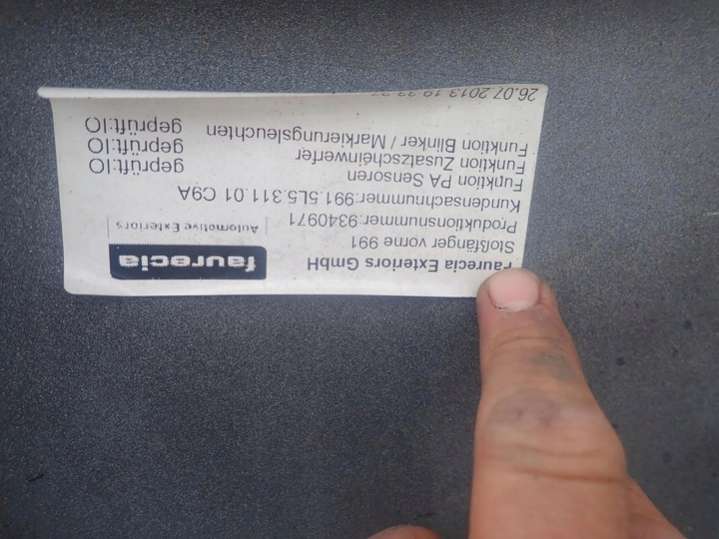 Faurecia Exteriors GmbH
faurecia
Automotive Exteriors
Stoßfänger vorne 991
Produktionsnummer:9340971
Kundensachnummer:991.5L5.311.01 C9A
Funktion PA Sensoren geprüft:IO
Funktion Zusatzscheinwerfer geprüft:IO
Funktion Blinker / Markierungsleuchten geprüft:IO
26.07.2013